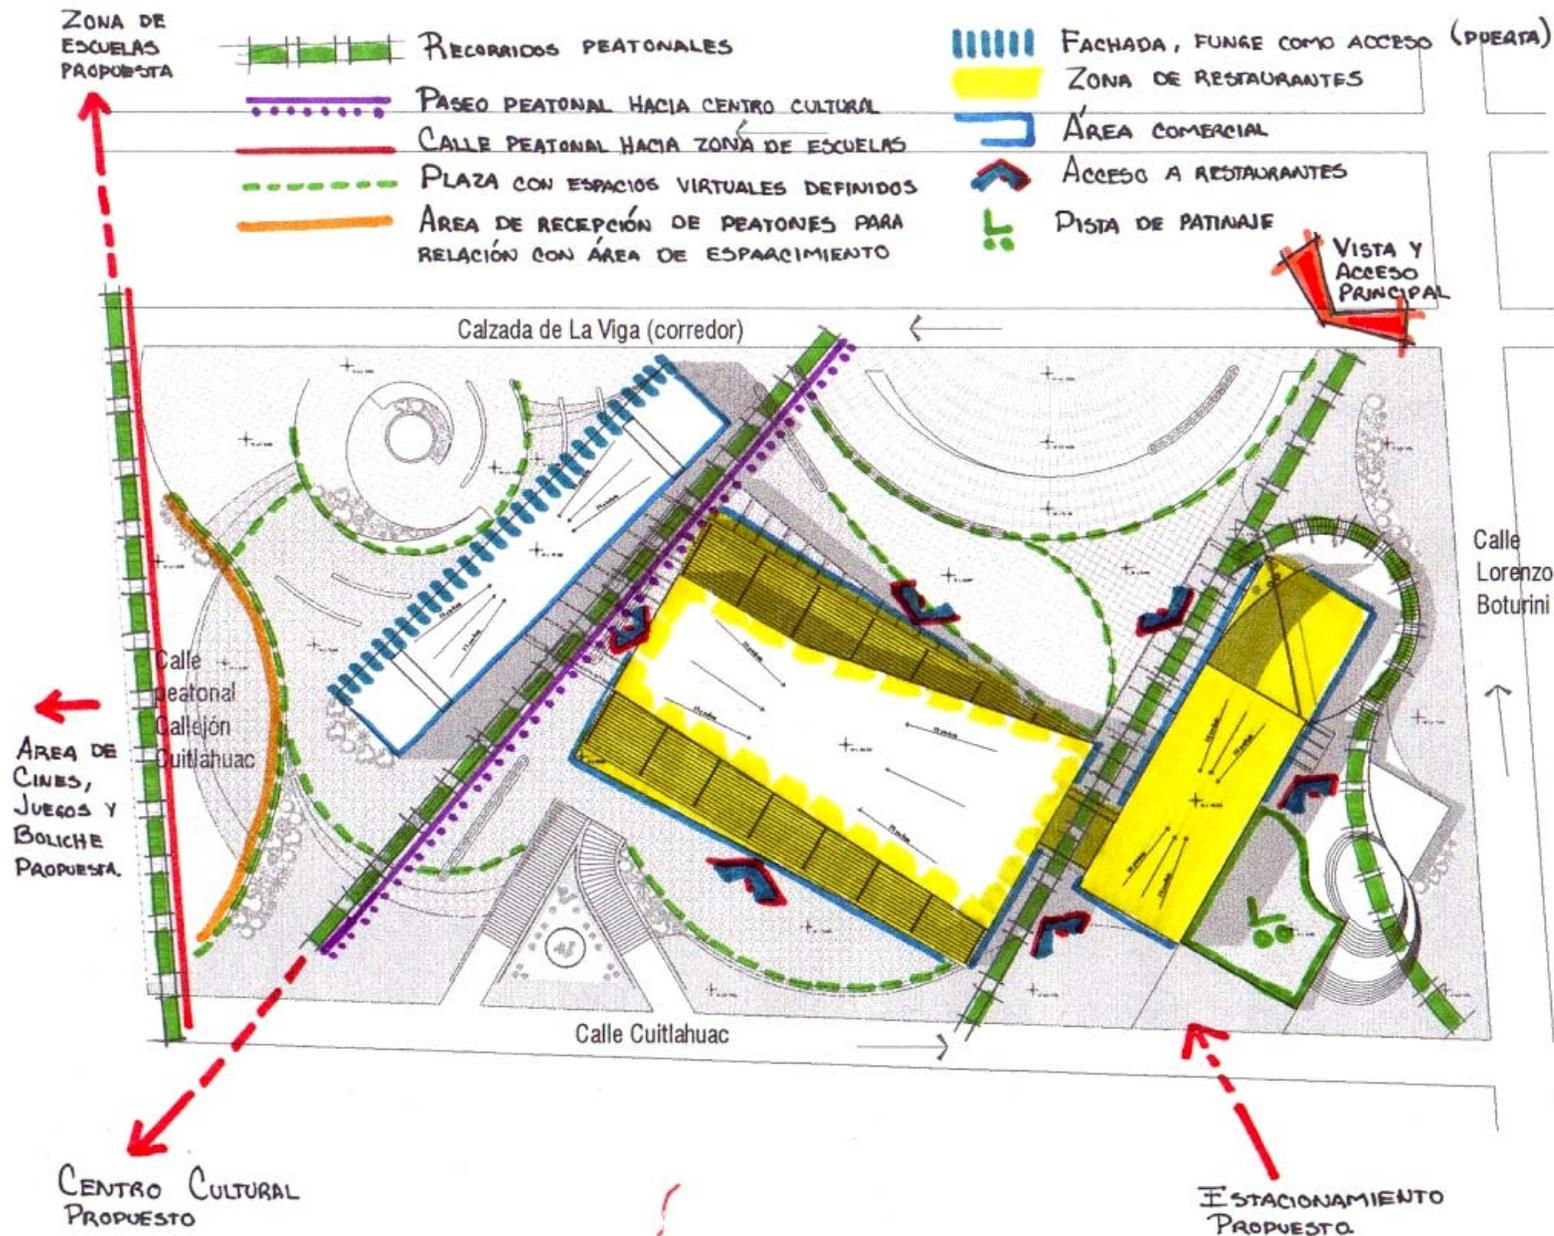 ZONA DE
ESCUELAS
PROPUESTA
RECORRIDOS PEATONALES
PASEO PEATONAL HACIA CENTRO CULTURAL
CALLE PEATONAL HACIA ZONA DE ESCUELAS
PLAZA CON ESPACIOS VIRTUALES DEFINIDOS
AREA DE RECEPCIÓN DE PEATONES PARA
RELACIÓN CON ÁREA DE ESPARCIMIENTO
FACHADA, FUNGE COMO ACCESO (PUERTA)
ZONA DE RESTAURANTES
ÁREA COMERCIAL
ACCESO A RESTAURANTES
PISTA DE PATINAJE
VISTA Y
ACCESO
PRINCIPAL
Calzada de La Viga (corredor)
Calle
Lorenzo
Boturini
Calle
peatonal
Callejón
Cuitlahuac
AREA DE
CINES,
JUEGOS Y
BOLICHE
PROPUESTA.
Calle Cuitlahuac
CENTRO CULTURAL
PROPUESTO
ESTACIONAMIENTO
PROPUESTO.